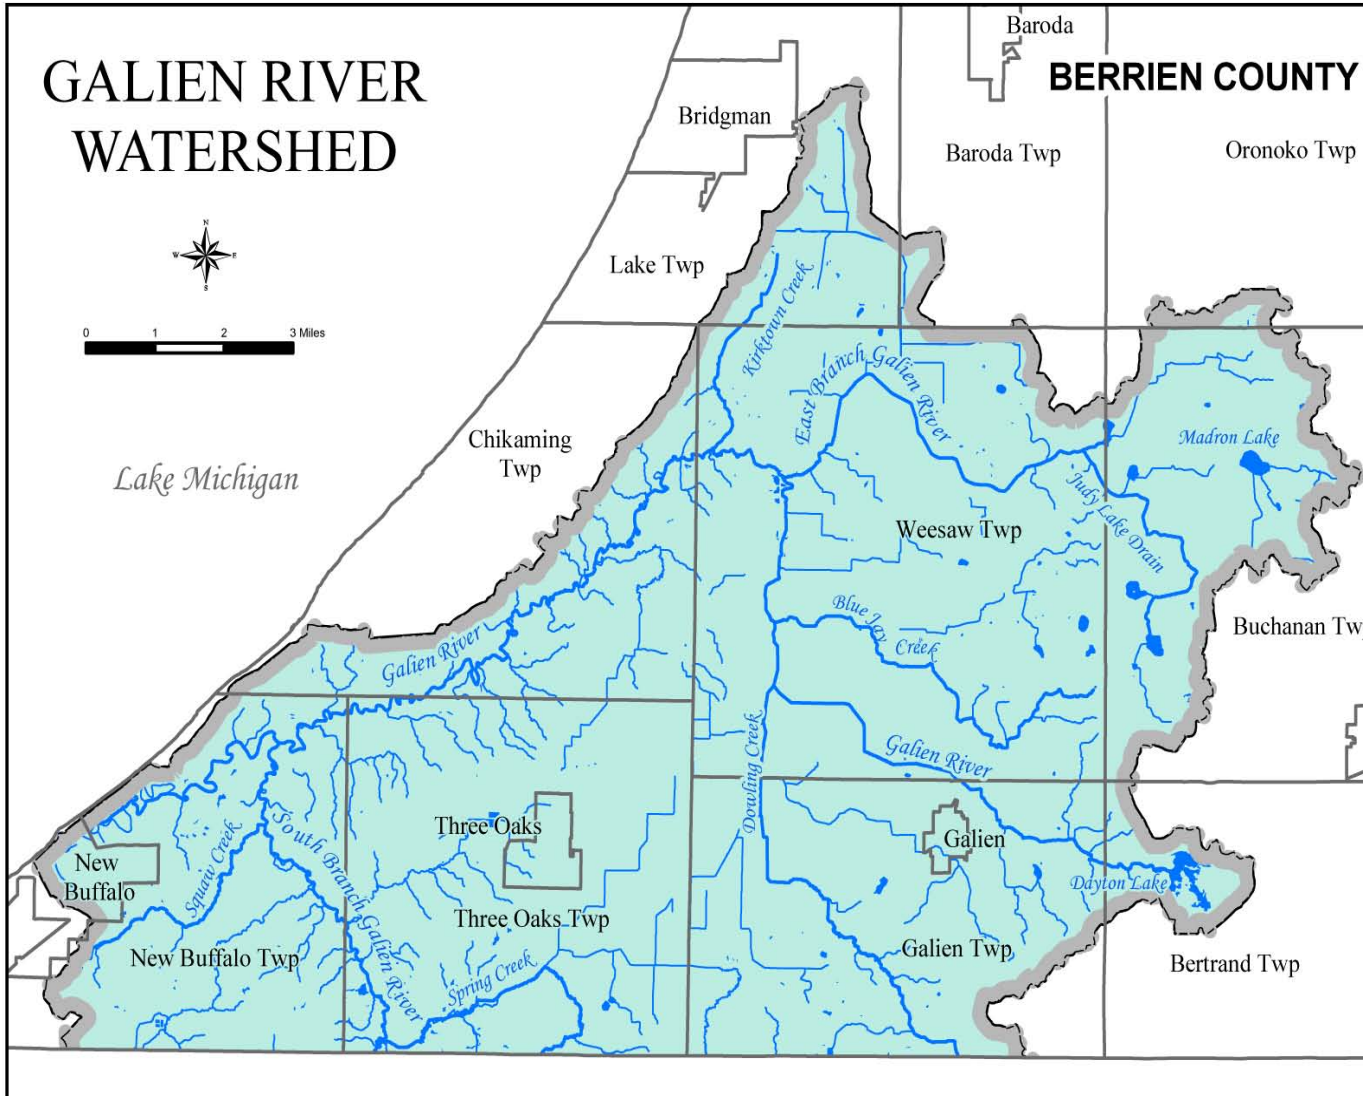 GALIEN RIVER
WATERSHED
BERRIEN COUNTY
Baroda
Bridgman
Baroda Twp
Oronoko Twp
N
W
E
S
Lake Twp
0
1
2
3 Miles
Kirktown Creek
East Branch Galien River
Chikaming
Twp
Madron Lake
Lake Michigan
Judy Lake Drain
Weesaw Twp
Blue Jay
Creek
Buchanan Tw
Galien River
Galien River
Dowling Creek
Three Oaks
Galien
South Branch Galien River
Squaw Creek
New
Buffalo
Dayton Lake
Three Oaks Twp
New Buffalo Twp
Galien Twp
Spring Creek
Bertrand Twp